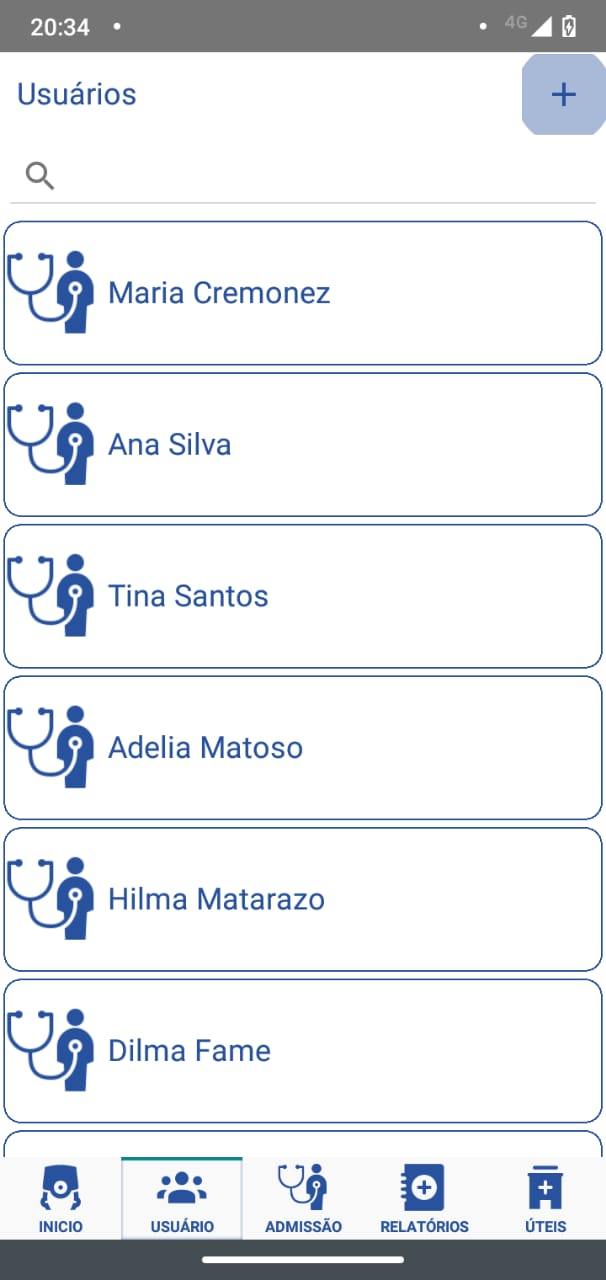 20:34
4G
Usuários
+
Maria Cremonez
Ana Silva
Tina Santos
Adelia Matoso
Hilma Matarazo
Dilma Fame
INICIO
USUÁRIO
ADMISSÃO
RELATÓRIOS
ÚTEIS